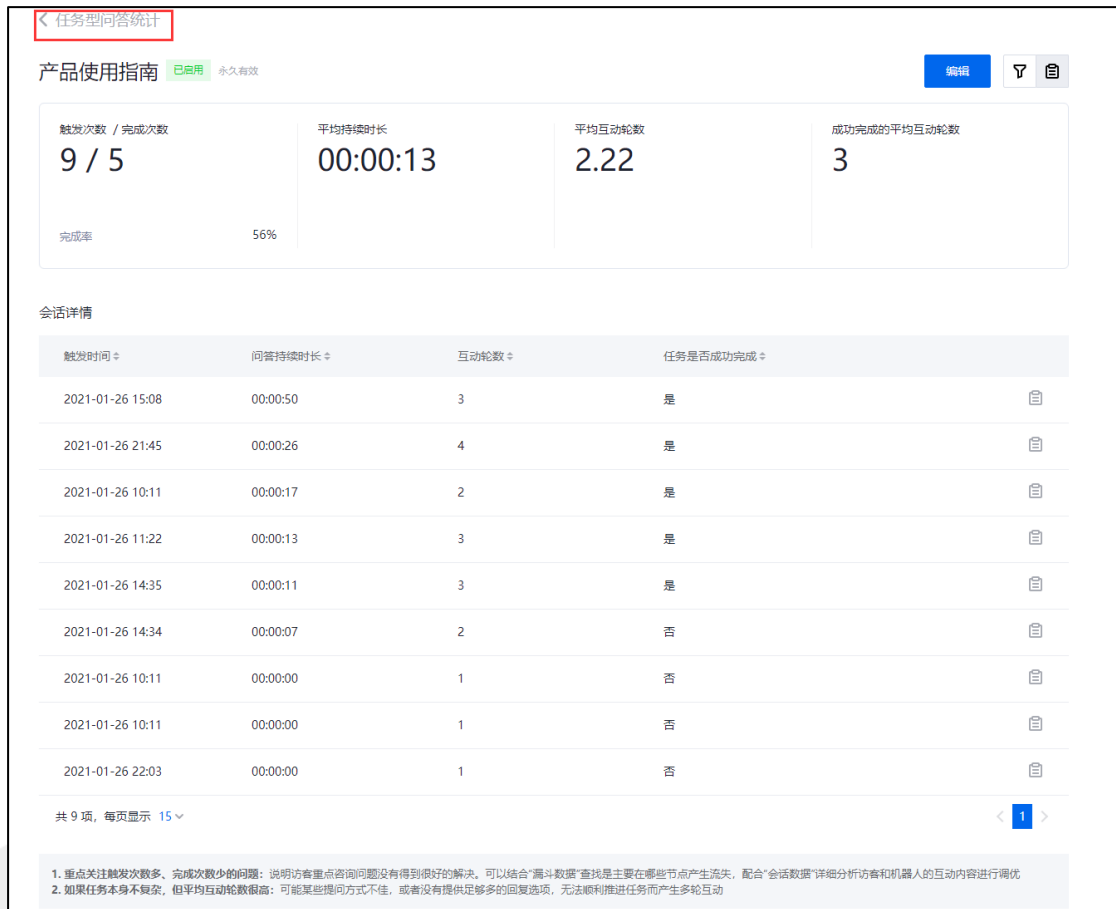 任务型问答统计
产品使用指南 已启用 永久有效 编辑
触发次数 / 完成次数 平均持续时长 平均互动轮数 成功完成的平均互动轮数
9 / 5 00:00:13 2.22 3
完成率 56%
会话详情
触发时间 问答持续时长 互动轮数 任务是否成功完成
2021-01-26 15:08 00:00:50 3 是
2021-01-26 21:45 00:00:26 4 是
2021-01-26 10:11 00:00:17 2 是
2021-01-26 11:22 00:00:13 3 是
2021-01-26 14:35 00:00:11 3 是
2021-01-26 14:34 00:00:07 2 否
2021-01-26 10:11 00:00:00 1 否
2021-01-26 10:11 00:00:00 1 否
2021-01-26 22:03 00:00:00 1 否
共 9 项，每页显示 15 1
1. 重点关注触发次数多、完成次数少的问题：说明访客重点咨询问题没有得到很好的解决。可以结合“漏斗数据”查找是主要在哪些节点产生流失，配合“会话数据”详细分析访客和机器人的互动内容进行调优
2. 如果任务本身不复杂，但平均互动轮数很高：可能某些提问方式不佳，或者没有提供足够多的回复选项，无法顺利推进任务而产生多轮互动